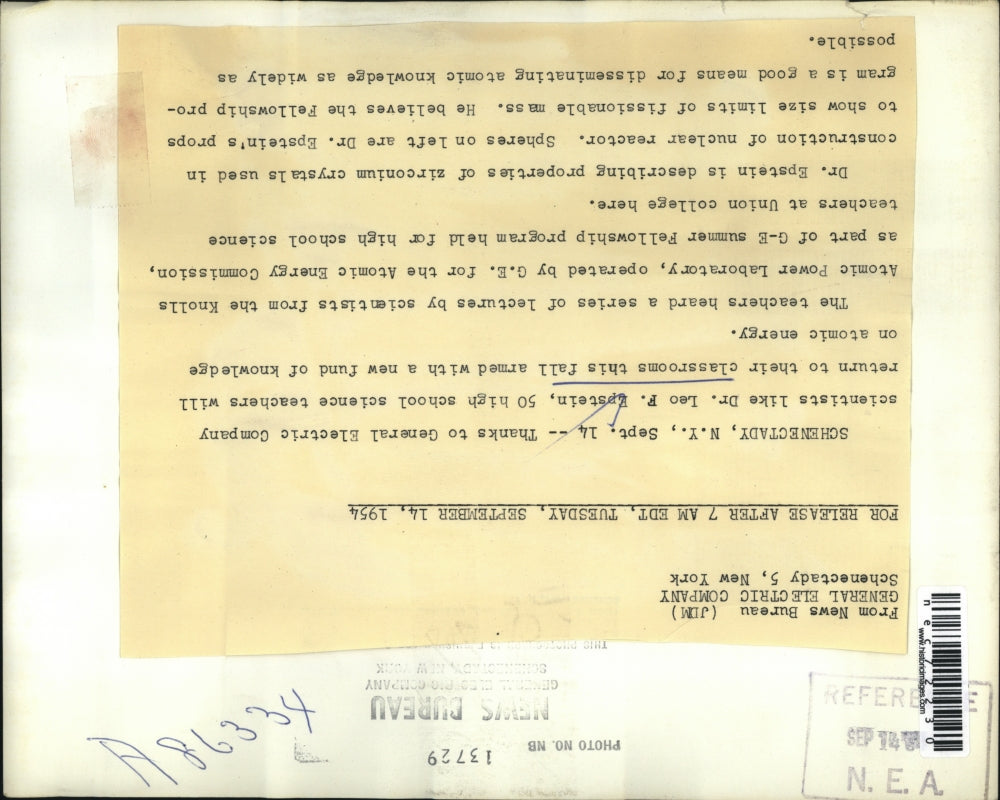 From News Bureau (JDM)
GENERAL ELECTRIC COMPANY
Schenectady 5, New York
FOR RELEASE AFTER 7 AM EDT, TUESDAY, SEPTEMBER 14, 1954
SCHENECTADY, N.Y., Sept. 14 -- Thanks to General Electric Company
scientists like Dr. Leo F. Epstein, 50 high school science teachers will
return to their classrooms this fall armed with a new fund of knowledge
on atomic energy.
The teachers heard a series of lectures by scientists from the Knolls
Atomic Power Laboratory, operated by G.E. for the Atomic Energy Commission,
as part of G-E summer Fellowship program held for high school science
teachers at Union college here.
Dr. Epstein is describing properties of zirconium crystals used in
construction of nuclear reactor. Spheres on left are Dr. Epstein's props
to show size limits of fissionable mass. He believes the Fellowship pro-
gram is a good means for disseminating atomic knowledge as widely as
possible.
PHOTO NO. NB 13729
NEWS BUREAU
GENERAL ELECTRIC COMPANY
SCHENECTADY, NEW YORK
THIS
A86334
REFERENCE
SEP 14
N. E. A.
www.historicimages.com
nes72230